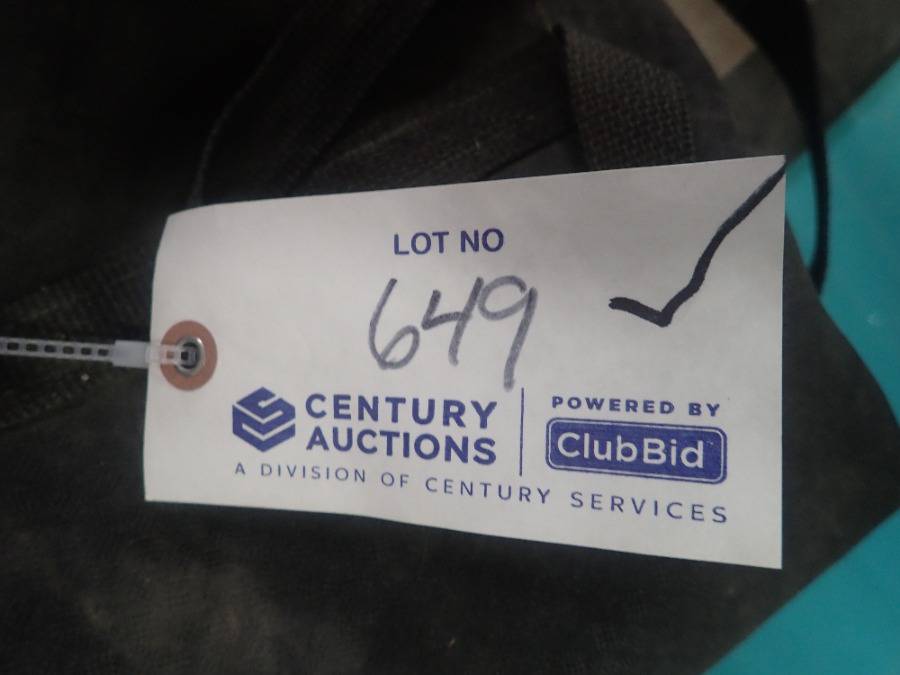 LOT NO
649
CENTURY
AUCTIONS
A DIVISION OF CENTURY SERVICES
POWERED BY
ClubBid